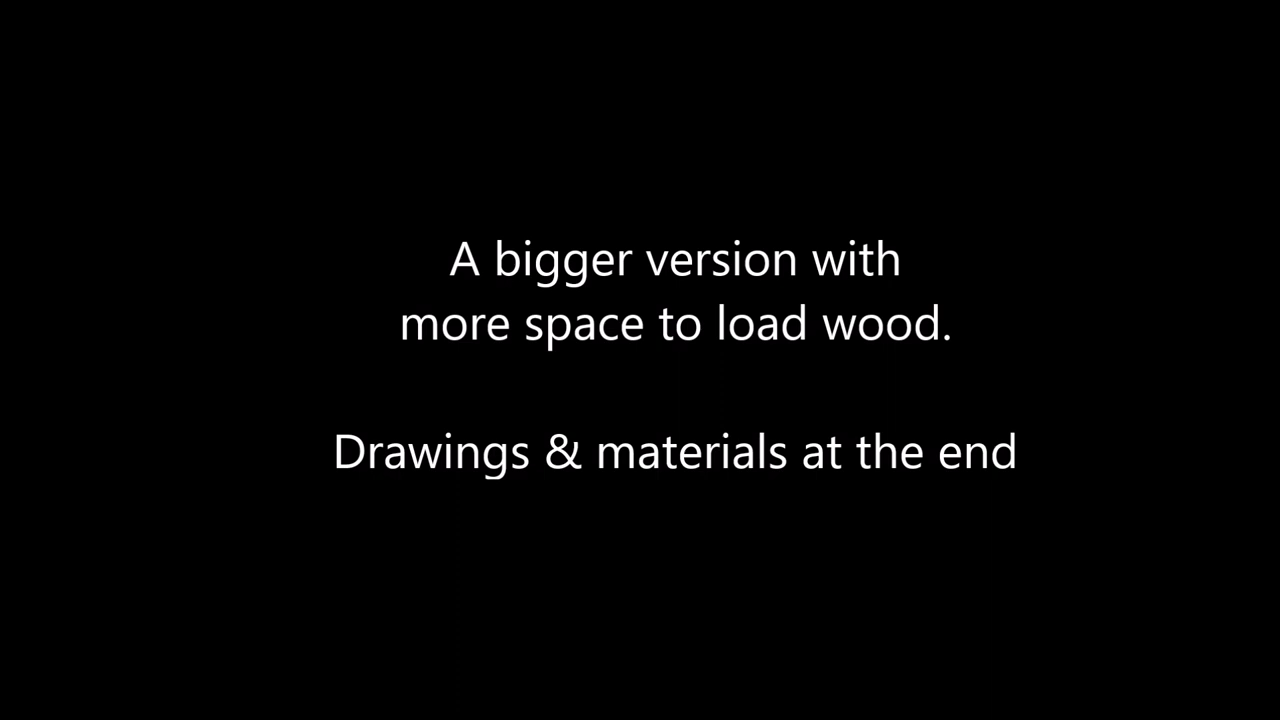 A bigger version with
more space to load wood.
Drawings & materials at the end